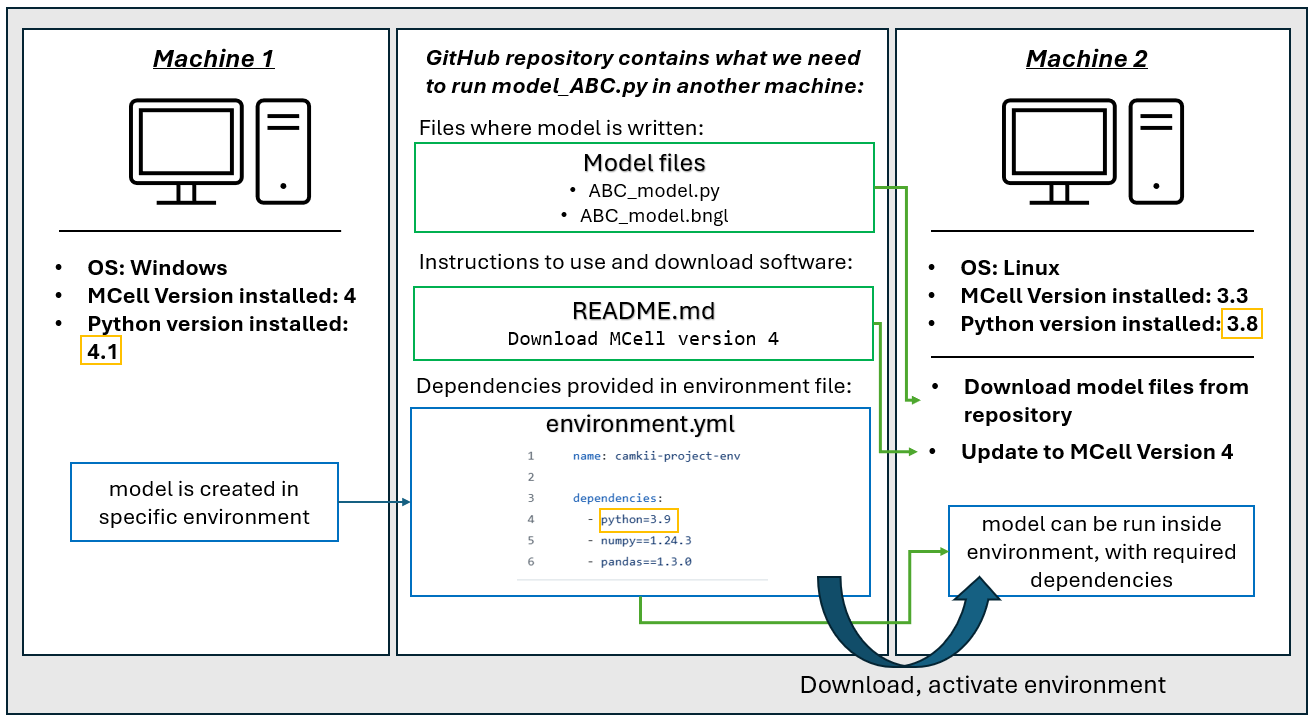 Machine 1
• OS: Windows
• MCell Version installed: 4
• Python version installed:
4.1
model is created in
specific environment
GitHub repository contains what we need
to run model_ABC.py in another machine:
Files where model is written:
Model files
• ABC_model.py
• ABC_model.bngl
Instructions to use and download software:
README.md
Download MCell version 4
Dependencies provided in environment file:
environment.yml
1 name: camkii-project-env
2
3 dependencies:
4 - python=3.9
5 - numpy==1.24.3
6 - pandas==1.3.0
Machine 2
• OS: Linux
• MCell Version installed: 3.3
• Python version installed: 3.8
• Download model files from
repository
• Update to MCell Version 4
model can be run inside
environment, with required
dependencies
Download, activate environment